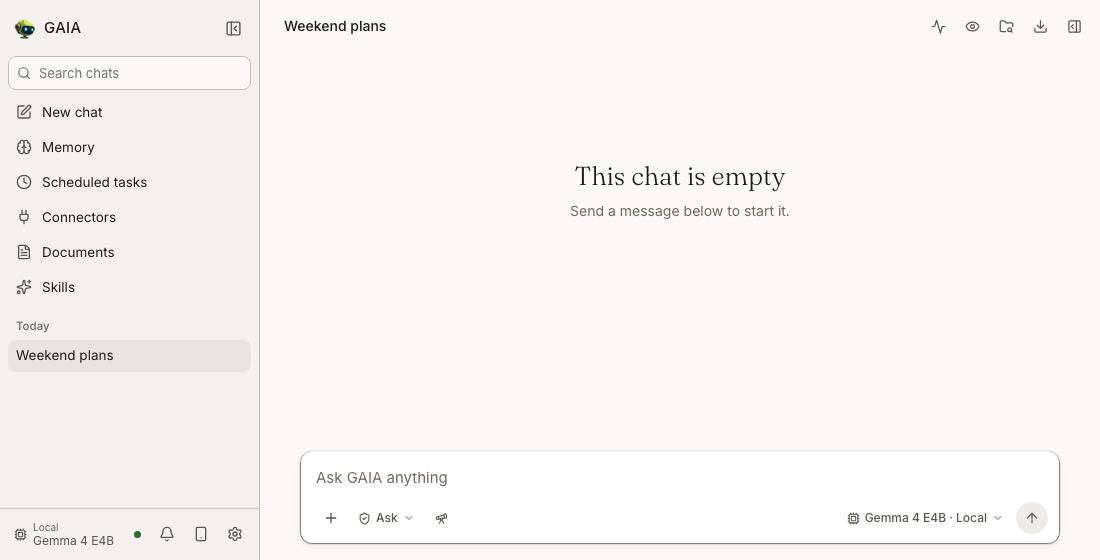 GAIA
Search chats
New chat
Memory
Scheduled tasks
Connectors
Documents
Skills
Today
Weekend plans
Local
Gemma 4 E4B
Weekend plans
This chat is empty
Send a message below to start it.
Ask GAIA anything
Ask
Gemma 4 E4B · Local